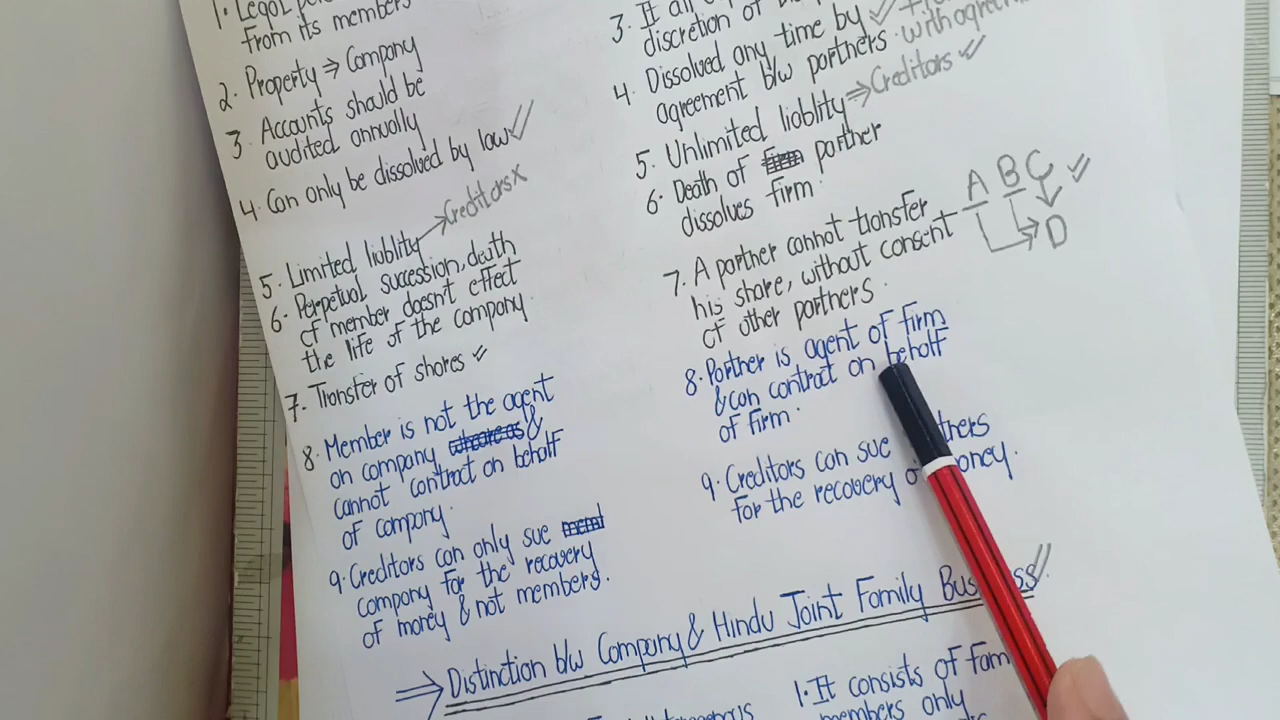 1. Legal
from its members
2. Property ⇒ Company
3. Accounts should be
audited annually
4. Can only be dissolved by law ✓
5. Limited liablity → Creditors x
6. Perpetual succession, death
of member doesn't effect
the life of the company.
7. Transfer of shores ✓
8. Member is not the agent
on company &
cannot contract on behalf
of company.
9. Creditors can only sue
company for the recovery
of money & not members.
3. It all
discretion of
4. Dissolved any time by ✓
agreement b/w partners. with
5. Unlimited lioblity ⇒ Creditors ✓
6. Death of partner
dissolves firm.
7. A partner cannot transfer
his share, without consent
of other partners.
A B C ✓
D
8. Partner is agent of firm
& can contract on behalf
of firm.
9. Creditors can sue
for the recovery money.
⇒ Distinction b/w Company & Hindu Joint Family
1. It consists of
members only